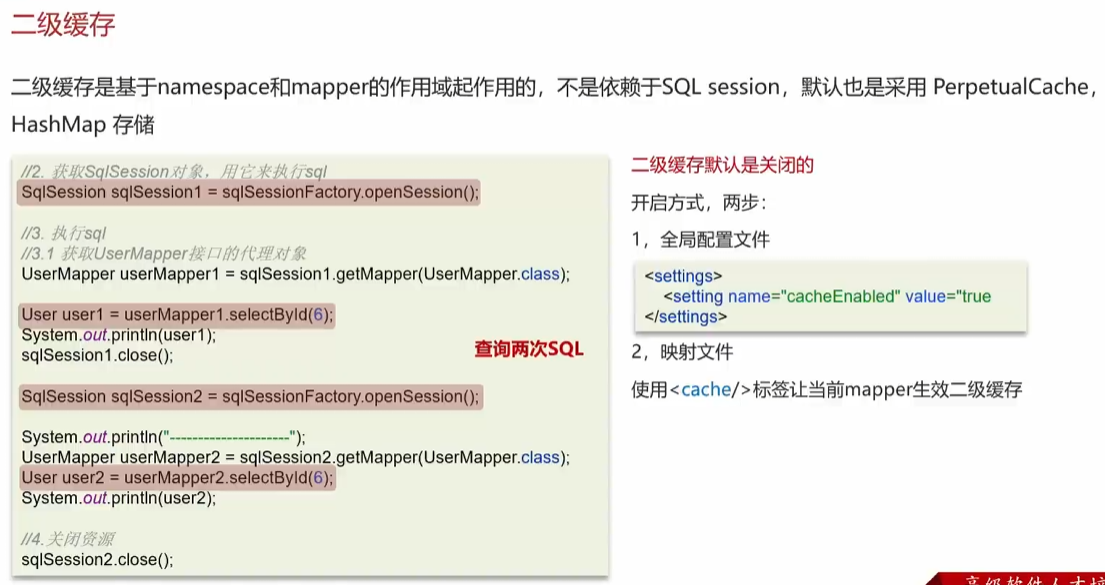 二级缓存
二级缓存是基于namespace和mapper的作用域起作用的，不是依赖于SQL session，默认也是采用 PerpetualCache，
HashMap 存储
//2. 获取SqlSession对象，用它来执行sql
SqlSession sqlSession1 = sqlSessionFactory.openSession();
//3. 执行sql
//3.1 获取UserMapper接口的代理对象
UserMapper userMapper1 = sqlSession1.getMapper(UserMapper.class);
User user1 = userMapper1.selectById(6);
System.out.println(user1);
sqlSession1.close();
查询两次SQL
SqlSession sqlSession2 = sqlSessionFactory.openSession();
System.out.println("---------------------");
UserMapper userMapper2 = sqlSession2.getMapper(UserMapper.class);
User user2 = userMapper2.selectById(6);
System.out.println(user2);
//4.关闭资源
sqlSession2.close();
二级缓存默认是关闭的
开启方式，两步：
1，全局配置文件
<settings>
<setting name="cacheEnabled" value="true
</settings>
2，映射文件
使用<cache/>标签让当前mapper生效二级缓存
高级软件人才培